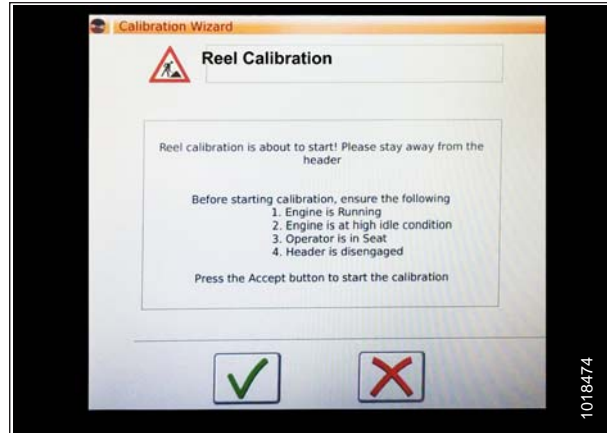 Calibration Wizard
Reel Calibration
Reel calibration is about to start! Please stay away from the
header
Before starting calibration, ensure the following
1. Engine is Running
2. Engine is at high idle condition
3. Operator is in Seat
4. Header is disengaged
Press the Accept button to start the calibration
1018474